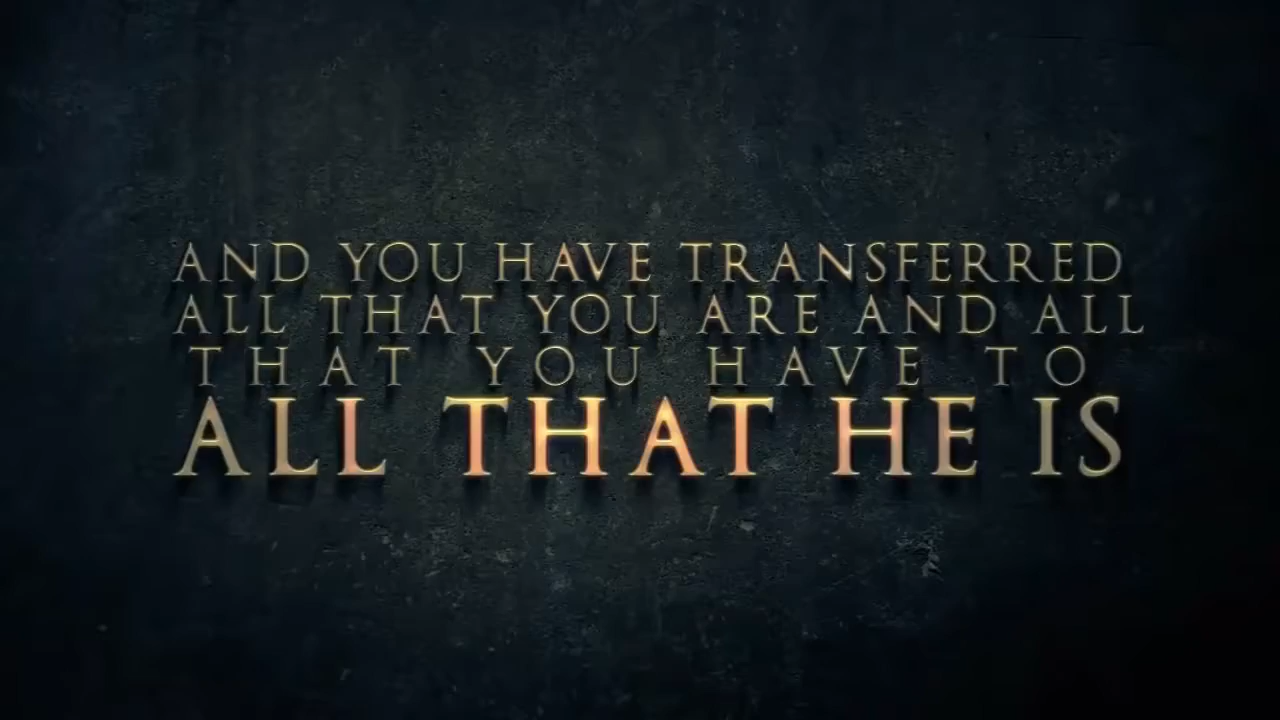 AND YOU HAVE TRANSFERRED
ALL THAT YOU ARE AND ALL
THAT YOU HAVE TO
ALL THAT HE IS